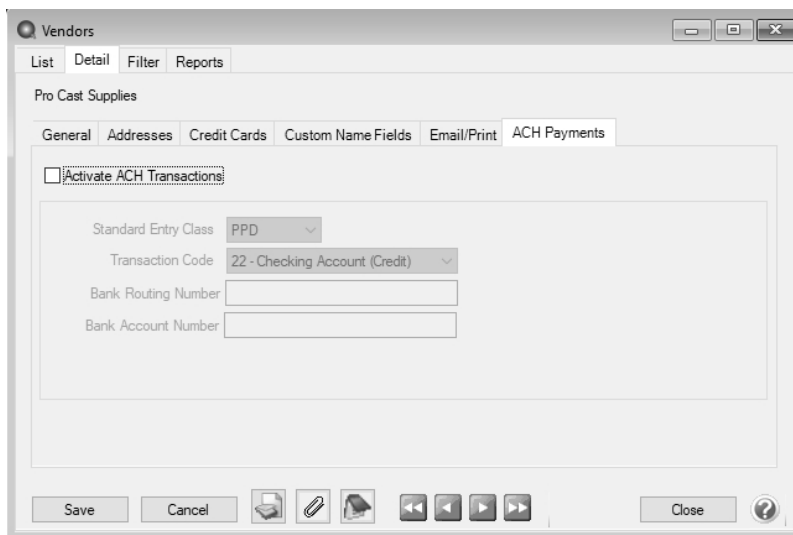 Vendors
List Detail Filter Reports
Pro Cast Supplies
General Addresses Credit Cards Custom Name Fields Email/Print ACH Payments
Activate ACH Transactions
Standard Entry Class PPD
Transaction Code 22 - Checking Account (Credit)
Bank Routing Number
Bank Account Number
Save Cancel Close ?